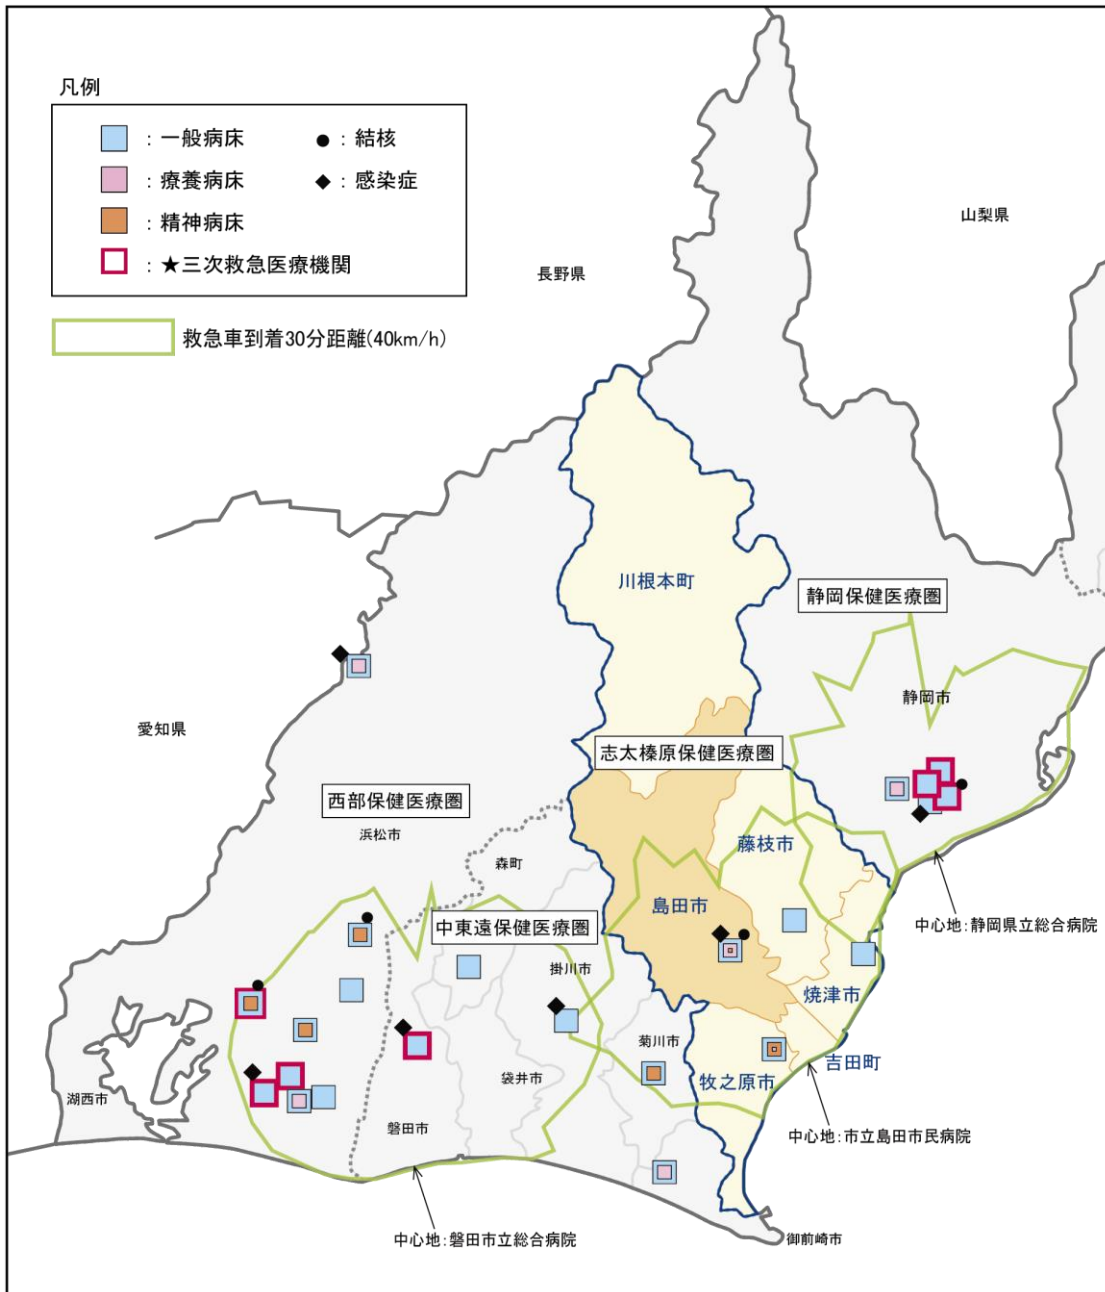 凡例
：一般病床
：結核
：療養病床
：感染症
：精神病床
：★三次救急医療機関
救急車到着30分距離(40km/h)
山梨県
長野県
川根本町
静岡保健医療圏
静岡市
愛知県
志太榛原保健医療圏
西部保健医療圏
浜松市
藤枝市
森町
島田市
中東遠保健医療圏
中心地:静岡県立総合病院
掛川市
焼津市
菊川市
吉田町
袋井市
牧之原市
湖西市
磐田市
中心地:市立島田市民病院
中心地:磐田市立総合病院
御前崎市